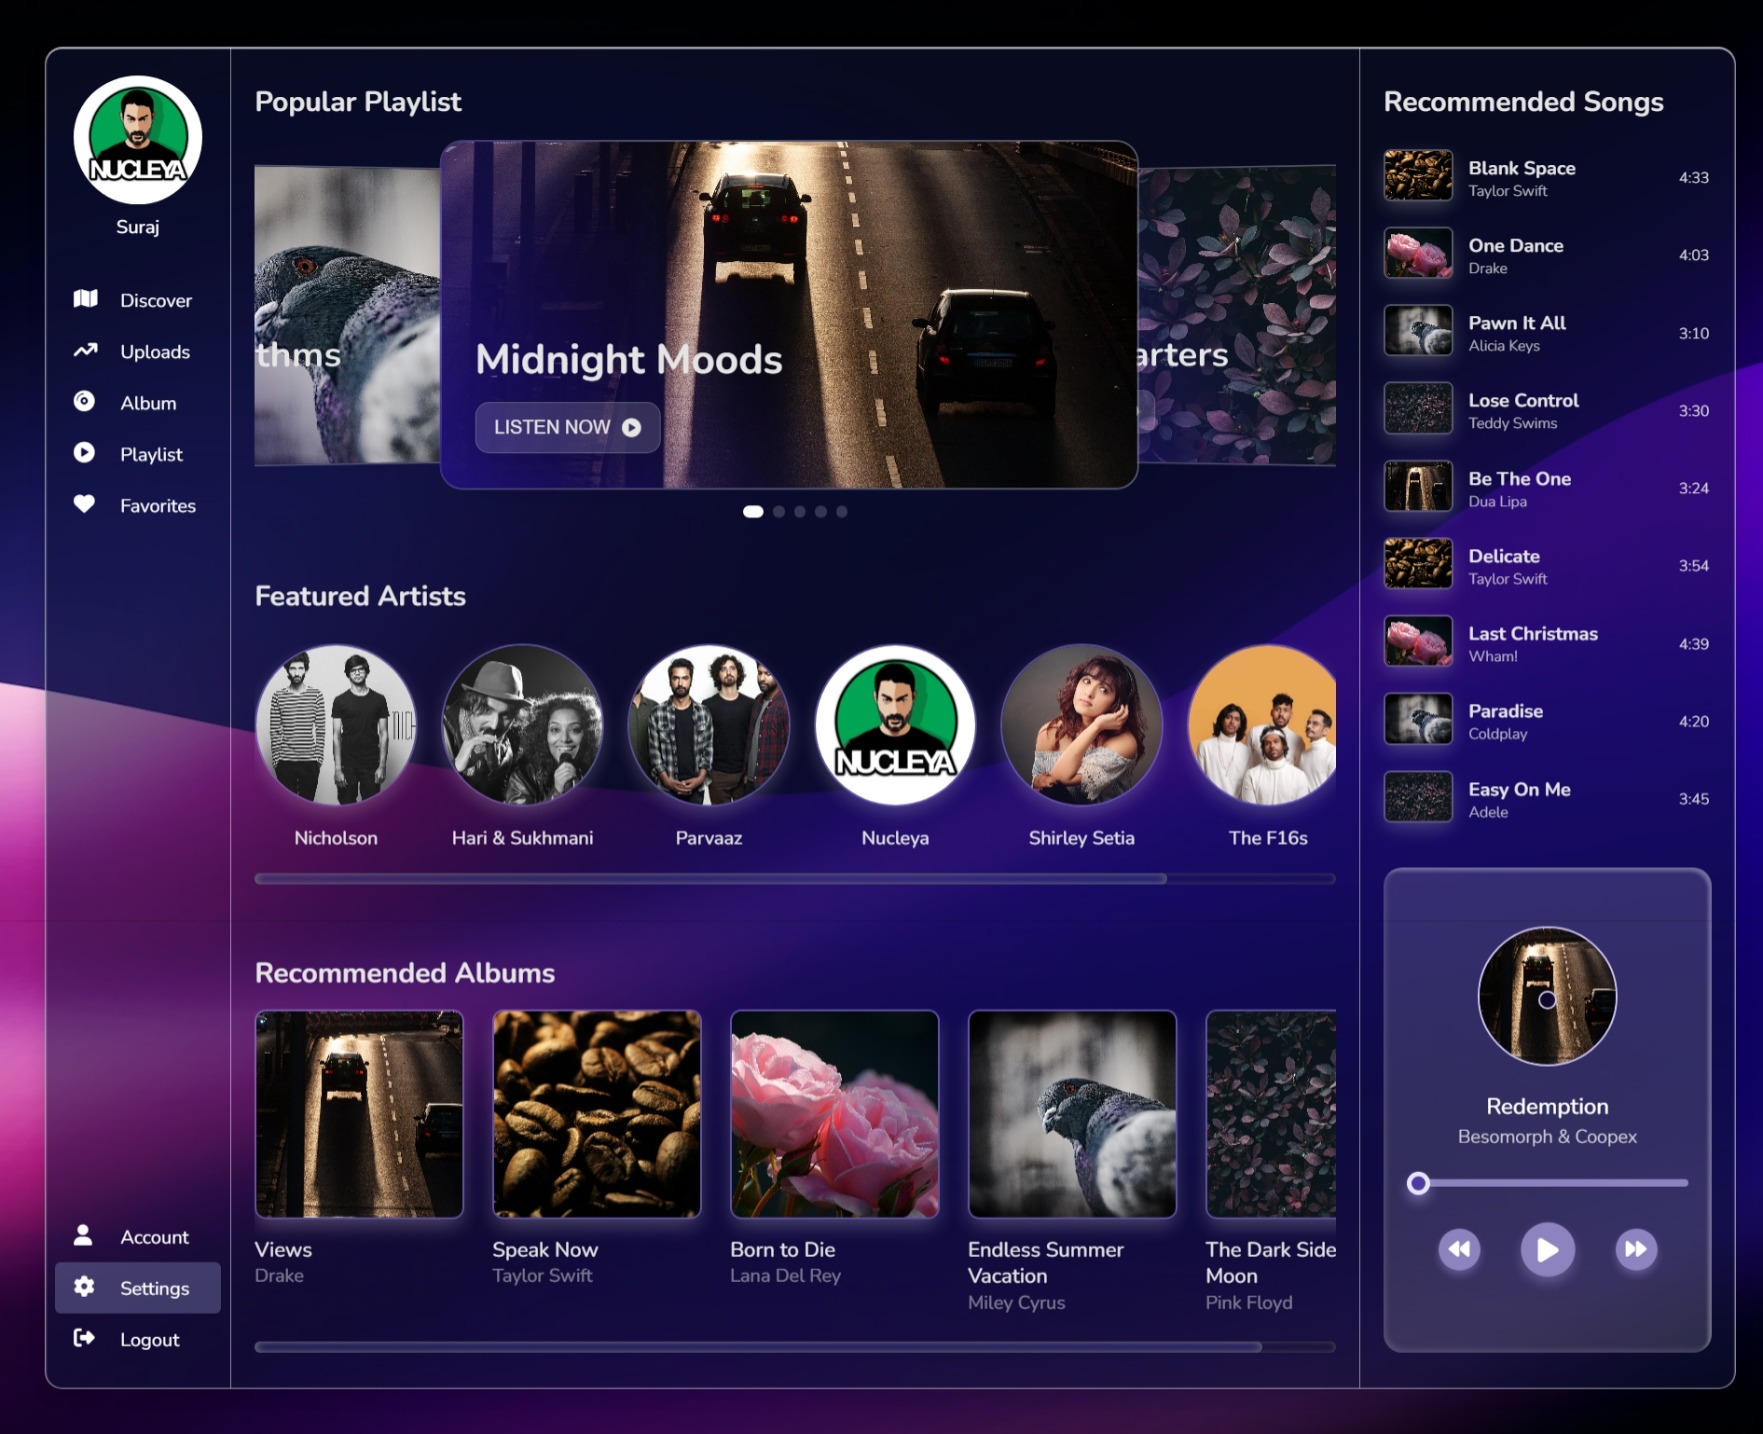 NUCLEYA
Suraj
Discover
Uploads
Album
Playlist
Favorites
Account
Settings
Logout
Popular Playlist
thms
Midnight Moods
LISTEN NOW
arters
Featured Artists
NICH
NUCLEYA
Nicholson
Hari & Sukhmani
Parvaaz
Nucleya
Shirley Setia
The F16s
Recommended Albums
Views
Drake
Speak Now
Taylor Swift
Born to Die
Lana Del Rey
Endless Summer
Vacation
Miley Cyrus
The Dark Side
Moon
Pink Floyd
Recommended Songs
Blank Space
Taylor Swift
4:33
One Dance
Drake
4:03
Pawn It All
Alicia Keys
3:10
Lose Control
Teddy Swims
3:30
Be The One
Dua Lipa
3:24
Delicate
Taylor Swift
3:54
Last Christmas
Wham!
4:39
Paradise
Coldplay
4:20
Easy On Me
Adele
3:45
Redemption
Besomorph & Coopex